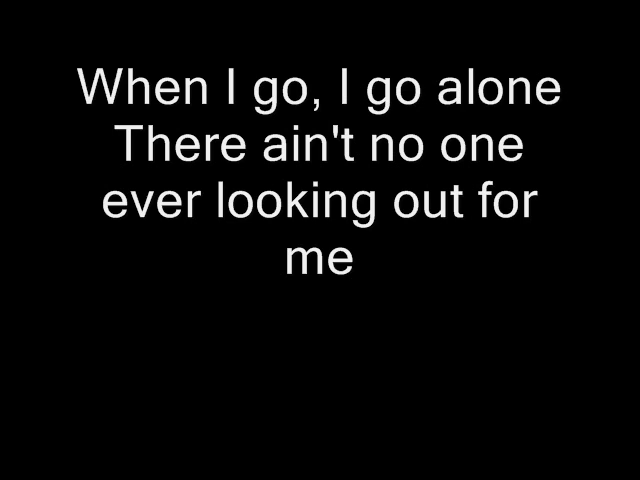 When I go, I go alone
There ain't no one
ever looking out for
me